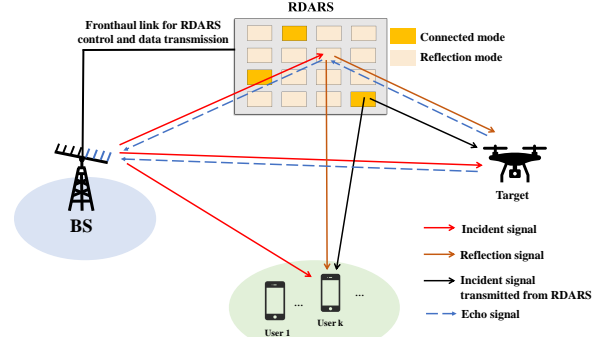 RDARS
Fronthaul link for RDARS
control and data transmission
Connected mode
Reflection mode
BS
Target
Incident signal
Reflection signal
Incident signal
transmitted from RDARS
Echo signal
...
...
User 1
User k